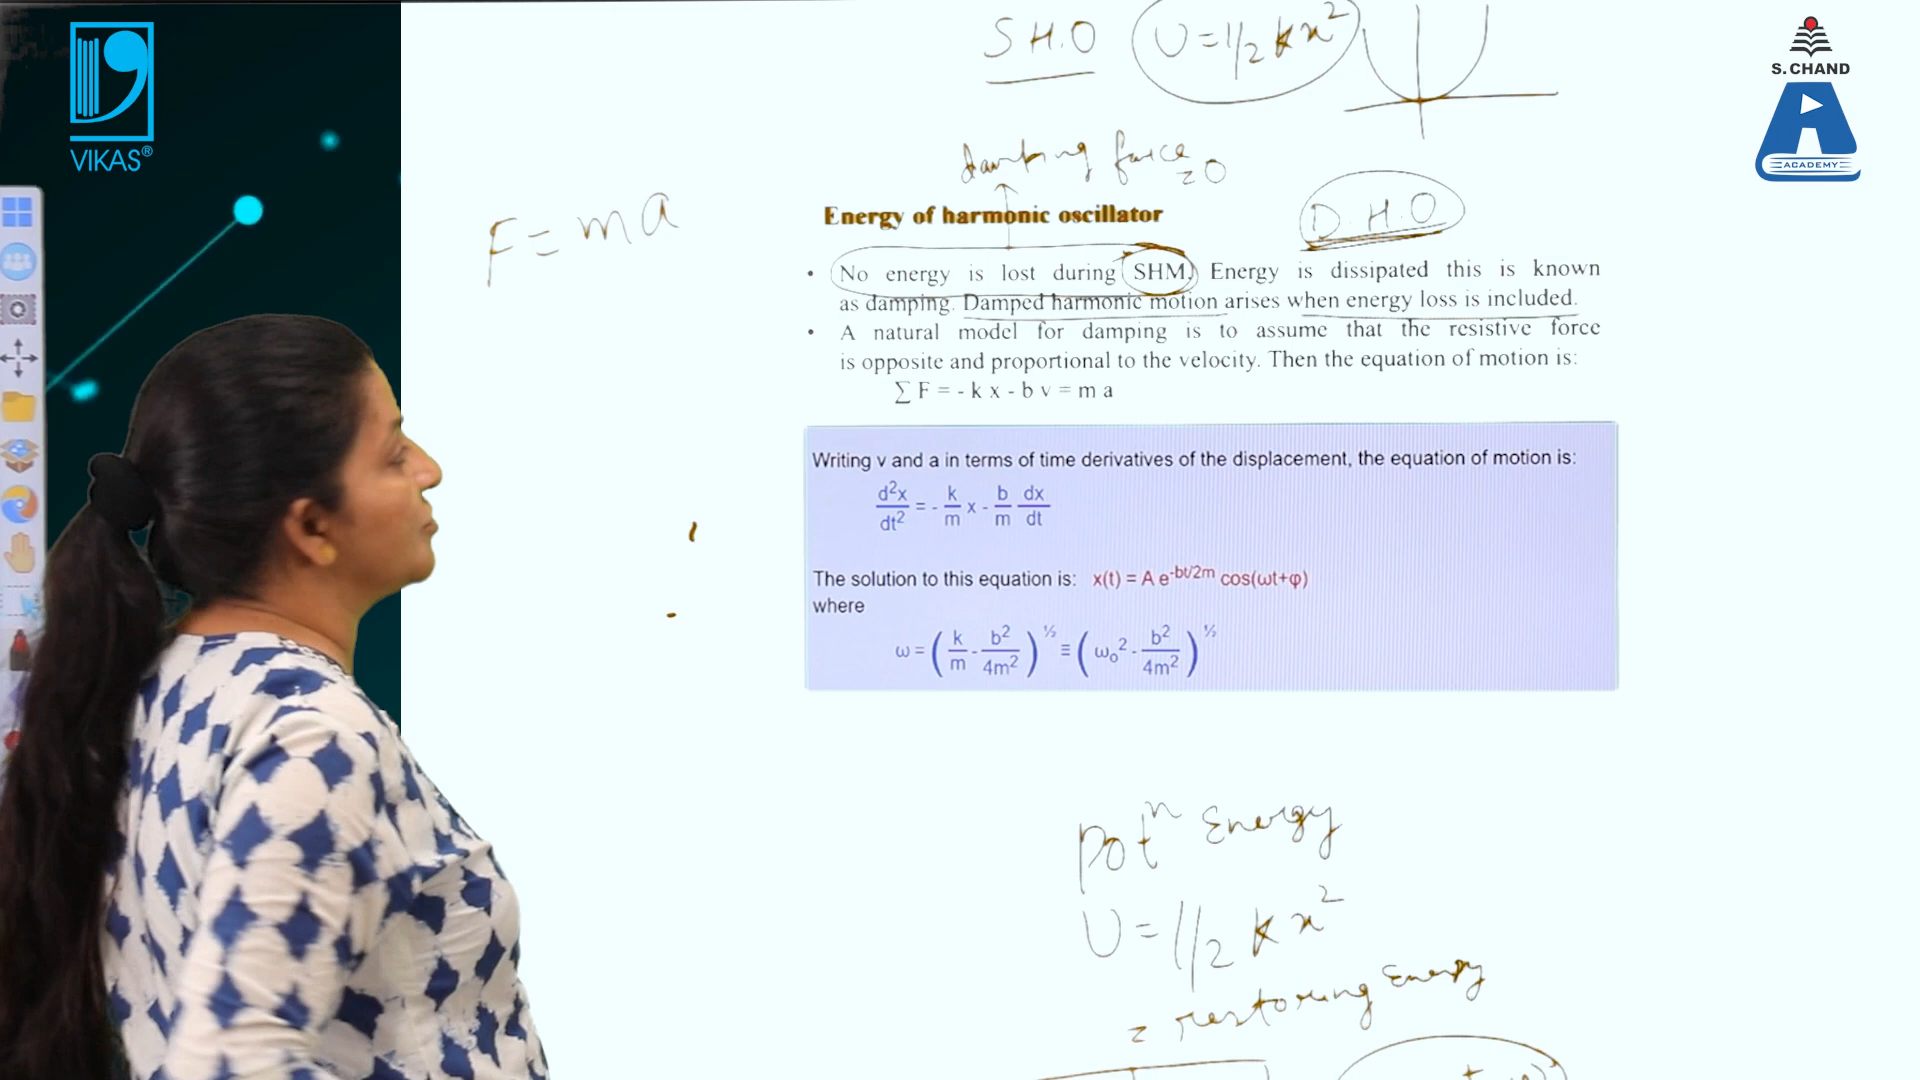 VIKAS®
S. CHAND
ACADEMY
S H.O
U = 1/2 kx²
damping force = 0
F = ma
Energy of harmonic oscillator
D.H.O
• No energy is lost during SHM. Energy is dissipated this is known
as damping. Damped harmonic motion arises when energy loss is included.
• A natural model for damping is to assume that the resistive force
is opposite and proportional to the velocity. Then the equation of motion is:
∑ F = - k x - b v = m a
Writing v and a in terms of time derivatives of the displacement, the equation of motion is:
d²x/dt² = - k/m x - b/m dx/dt
The solution to this equation is: x(t) = A e^-bt/2m cos(ωt+φ)
where
ω = ( k/m - b²/4m² )^½ ≡ ( ω₀² - b²/4m² )^½
Potⁿ Energy
U = 1/2 kx²
= restoring Energy